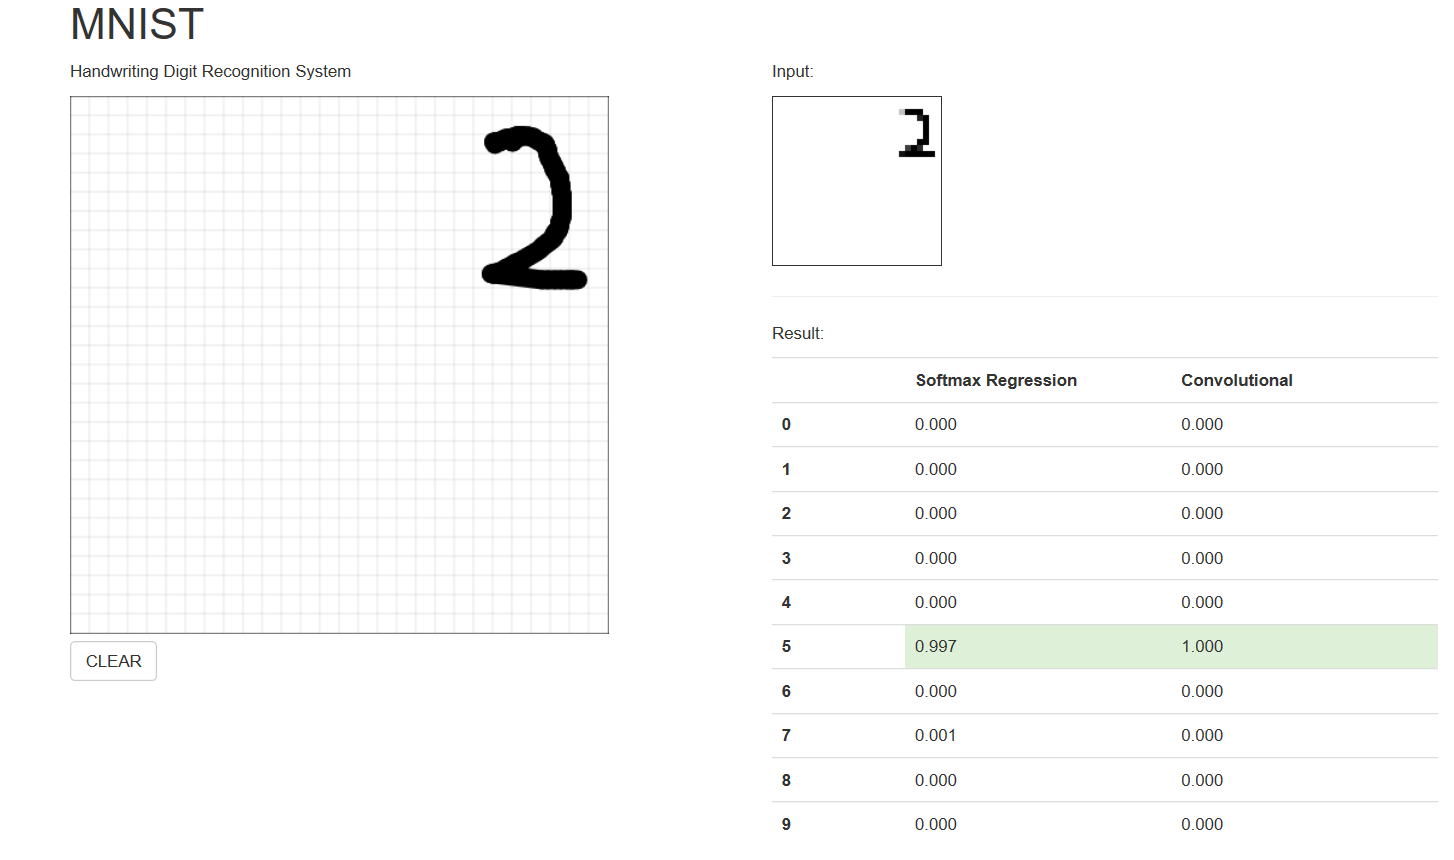 MNIST
Handwriting Digit Recognition System
2
CLEAR
Input:
2
Result:
Softmax Regression Convolutional
0 0.000 0.000
1 0.000 0.000
2 0.000 0.000
3 0.000 0.000
4 0.000 0.000
5 0.997 1.000
6 0.000 0.000
7 0.001 0.000
8 0.000 0.000
9 0.000 0.000